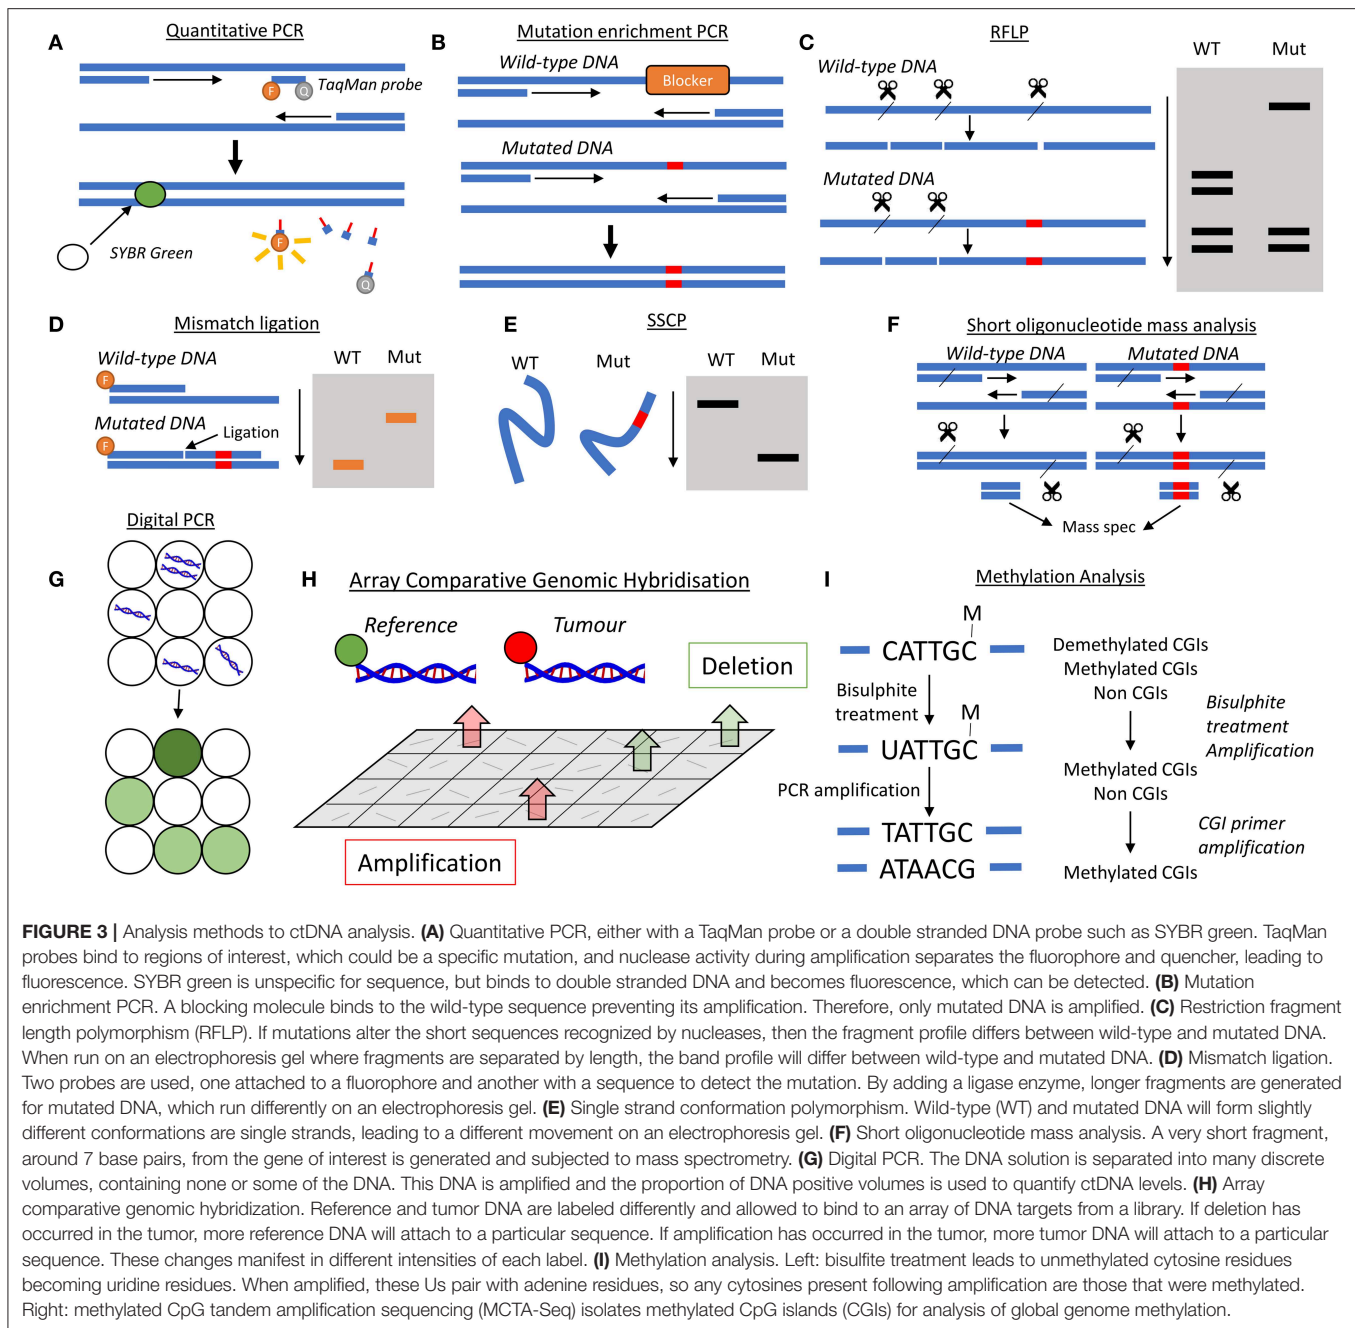 A
Quantitative PCR
F
Q
TaqMan probe
SYBR Green
F
Q
B
Mutation enrichment PCR
Wild-type DNA
Blocker
Mutated DNA
C
RFLP
WT
Mut
Wild-type DNA
Mutated DNA
D
Mismatch ligation
Wild-type DNA
F
Mutated DNA
F
Ligation
WT
Mut
E
SSCP
WT
Mut
WT
Mut
F
Short oligonucleotide mass analysis
Wild-type DNA
Mutated DNA
Mass spec
Digital PCR
G
H
Array Comparative Genomic Hybridisation
Reference
Tumour
Deletion
Amplification
I
Methylation Analysis
M
CATTGC
Bisulphite
treatment
M
UATTGC
PCR amplification
TATTGC
ATAACG
Demethylated CGIs
Methylated CGIs
Non CGIs
Bisulphite
treatment
Amplification
Methylated CGIs
Non CGIs
CGI primer
amplification
Methylated CGIs
FIGURE 3 | Analysis methods to ctDNA analysis. (A) Quantitative PCR, either with a TaqMan probe or a double stranded DNA probe such as SYBR green. TaqMan
probes bind to regions of interest, which could be a specific mutation, and nuclease activity during amplification separates the fluorophore and quencher, leading to
fluorescence. SYBR green is unspecific for sequence, but binds to double stranded DNA and becomes fluorescence, which can be detected. (B) Mutation
enrichment PCR. A blocking molecule binds to the wild-type sequence preventing its amplification. Therefore, only mutated DNA is amplified. (C) Restriction fragment
length polymorphism (RFLP). If mutations alter the short sequences recognized by nucleases, then the fragment profile differs between wild-type and mutated DNA.
When run on an electrophoresis gel where fragments are separated by length, the band profile will differ between wild-type and mutated DNA. (D) Mismatch ligation.
Two probes are used, one attached to a fluorophore and another with a sequence to detect the mutation. By adding a ligase enzyme, longer fragments are generated
for mutated DNA, which run differently on an electrophoresis gel. (E) Single strand conformation polymorphism. Wild-type (WT) and mutated DNA will form slightly
different conformations are single strands, leading to a different movement on an electrophoresis gel. (F) Short oligonucleotide mass analysis. A very short fragment,
around 7 base pairs, from the gene of interest is generated and subjected to mass spectrometry. (G) Digital PCR. The DNA solution is separated into many discrete
volumes, containing none or some of the DNA. This DNA is amplified and the proportion of DNA positive volumes is used to quantify ctDNA levels. (H) Array
comparative genomic hybridization. Reference and tumor DNA are labeled differently and allowed to bind to an array of DNA targets from a library. If deletion has
occurred in the tumor, more reference DNA will attach to a particular sequence. If amplification has occurred in the tumor, more tumor DNA will attach to a particular
sequence. These changes manifest in different intensities of each label. (I) Methylation analysis. Left: bisulfite treatment leads to unmethylated cytosine residues
becoming uridine residues. When amplified, these Us pair with adenine residues, so any cytosines present following amplification are those that were methylated.
Right: methylated CpG tandem amplification sequencing (MCTA-Seq) isolates methylated CpG islands (CGIs) for analysis of global genome methylation.